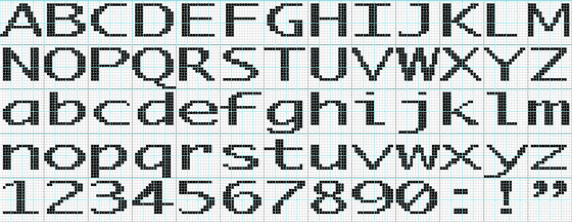 ABCDEFGHIJKLM
NOPQRSTUVWXYZ
abcdefghijklm
nopqrstuvwxyz
1234567890:!”